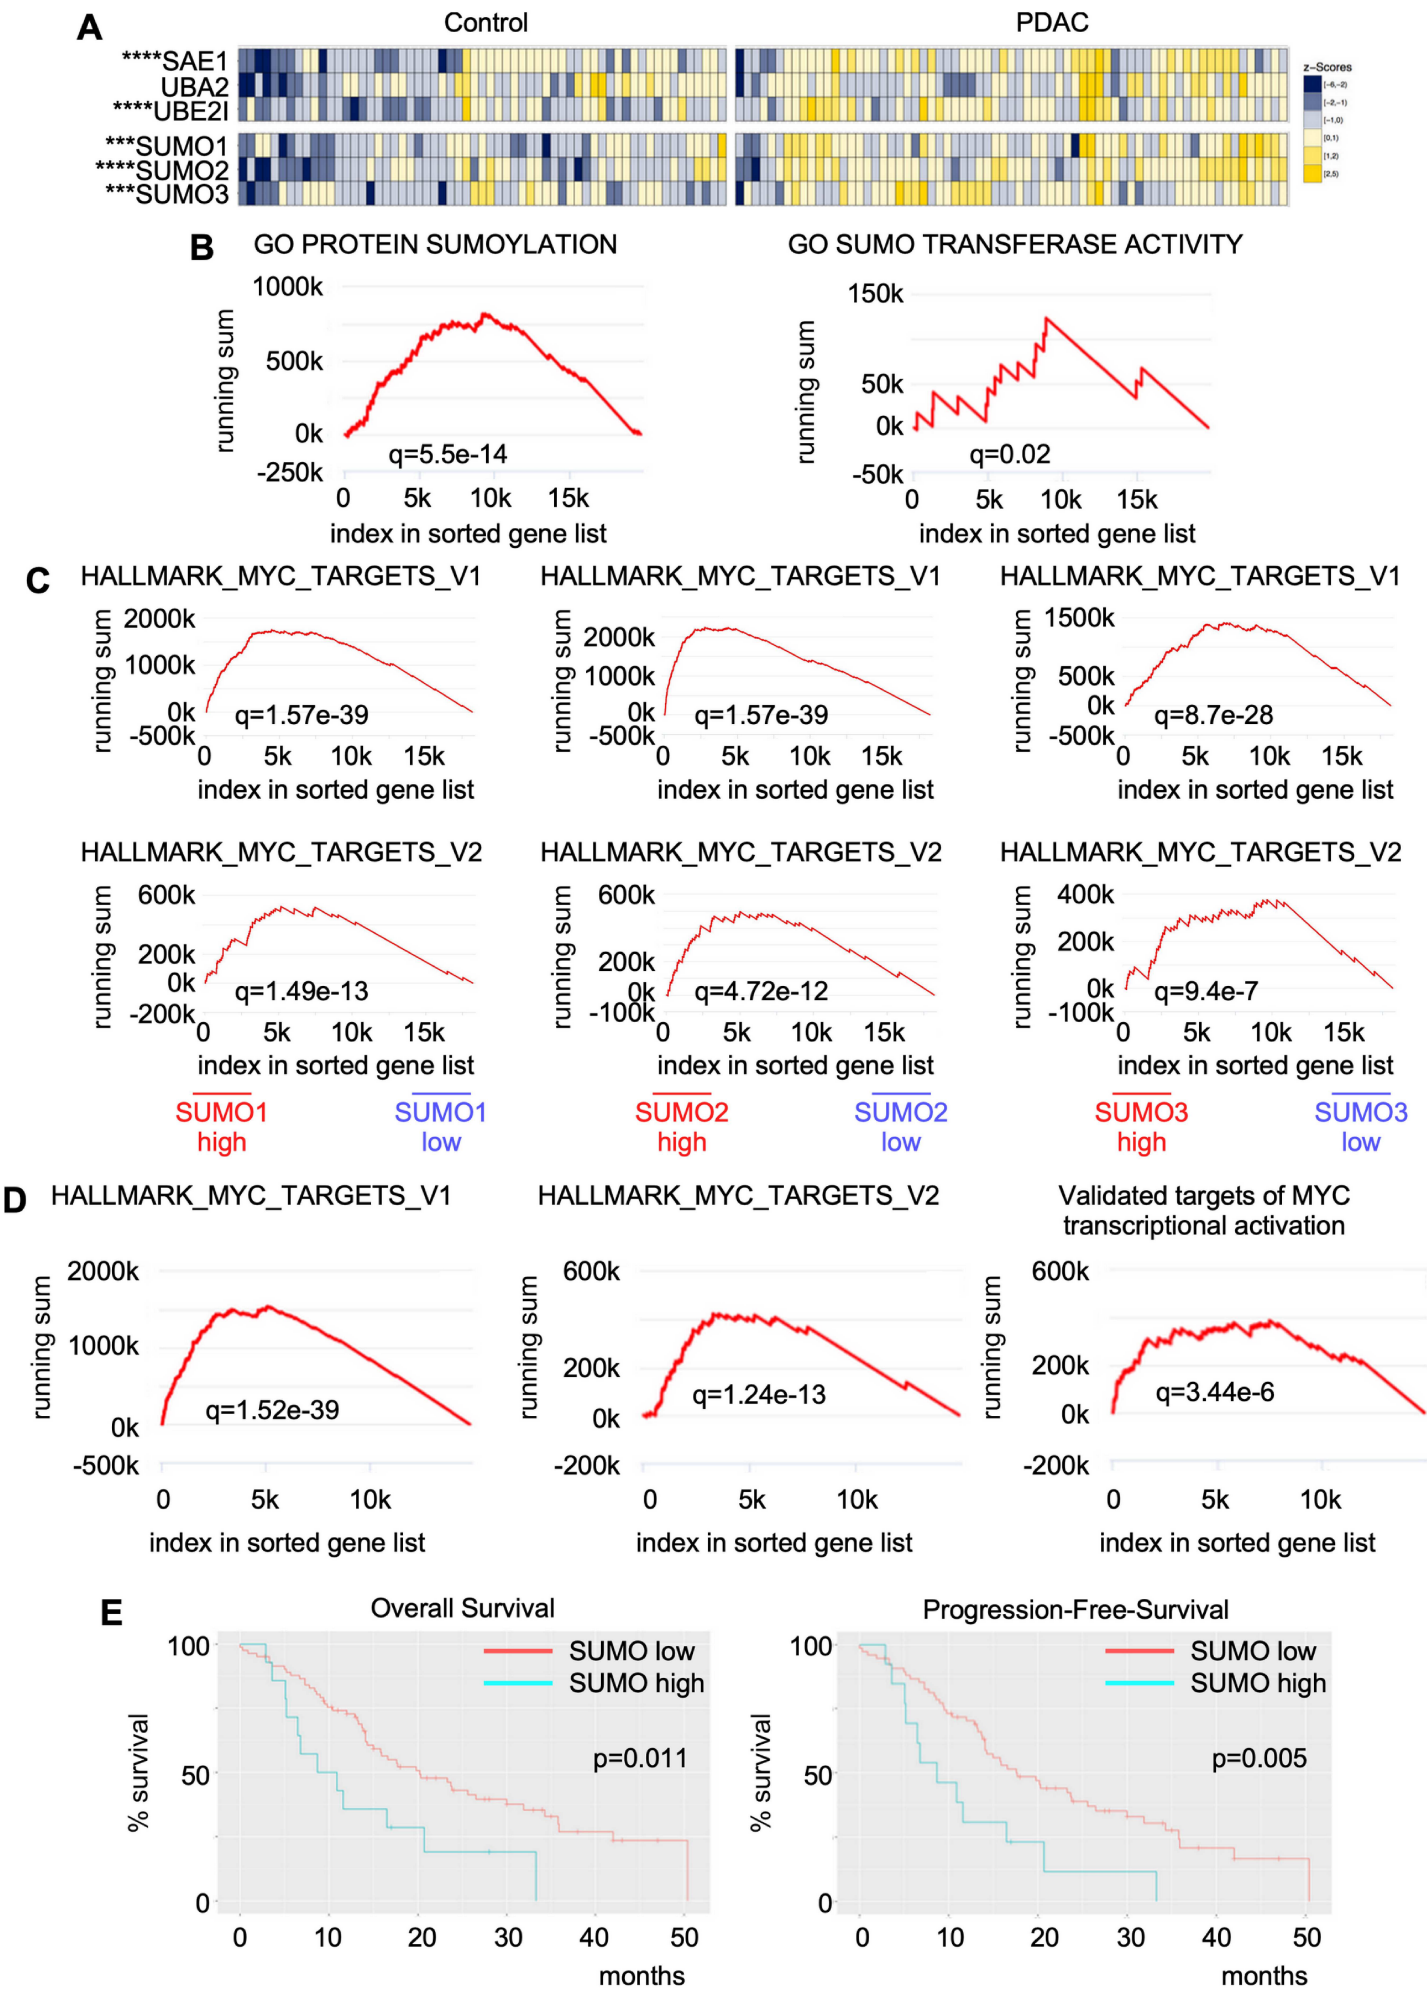 A
Control
PDAC
****SAE1
UBA2
****UBE2I
***SUMO1
****SUMO2
***SUMO3
z-Scores
[-6,-2)
[-2,-1)
[-1,0)
[0,1)
[1,2)
[2,5)
B
GO PROTEIN SUMOYLATION
running sum
1000k
500k
0k
-250k
q=5.5e-14
0 5k 10k 15k
index in sorted gene list
GO SUMO TRANSFERASE ACTIVITY
running sum
150k
50k
0k
-50k
q=0.02
0 5k 10k 15k
index in sorted gene list
C
HALLMARK_MYC_TARGETS_V1
running sum
2000k
1000k
0k
-500k
q=1.57e-39
0 5k 10k 15k
index in sorted gene list
HALLMARK_MYC_TARGETS_V1
running sum
2000k
1000k
0k
-500k
q=1.57e-39
0 5k 10k 15k
index in sorted gene list
HALLMARK_MYC_TARGETS_V1
running sum
1500k
500k
0k
-500k
q=8.7e-28
0 5k 10k 15k
index in sorted gene list
HALLMARK_MYC_TARGETS_V2
running sum
600k
200k
0k
-200k
q=1.49e-13
0 5k 10k 15k
index in sorted gene list
SUMO1 high
SUMO1 low
HALLMARK_MYC_TARGETS_V2
running sum
600k
200k
0k
-100k
q=4.72e-12
0 5k 10k 15k
index in sorted gene list
SUMO2 high
SUMO2 low
HALLMARK_MYC_TARGETS_V2
running sum
400k
200k
0k
-100k
q=9.4e-7
0 5k 10k 15k
index in sorted gene list
SUMO3 high
SUMO3 low
D
HALLMARK_MYC_TARGETS_V1
running sum
2000k
1000k
0k
-500k
q=1.52e-39
0 5k 10k
index in sorted gene list
HALLMARK_MYC_TARGETS_V2
running sum
600k
200k
0k
-200k
q=1.24e-13
0 5k 10k
index in sorted gene list
Validated targets of MYC
transcriptional activation
running sum
600k
200k
0k
-200k
q=3.44e-6
0 5k 10k
index in sorted gene list
E
Overall Survival
% survival
100
50
0
SUMO low
SUMO high
p=0.011
0 10 20 30 40 50
months
Progression-Free-Survival
% survival
100
50
0
SUMO low
SUMO high
p=0.005
0 10 20 30 40 50
months